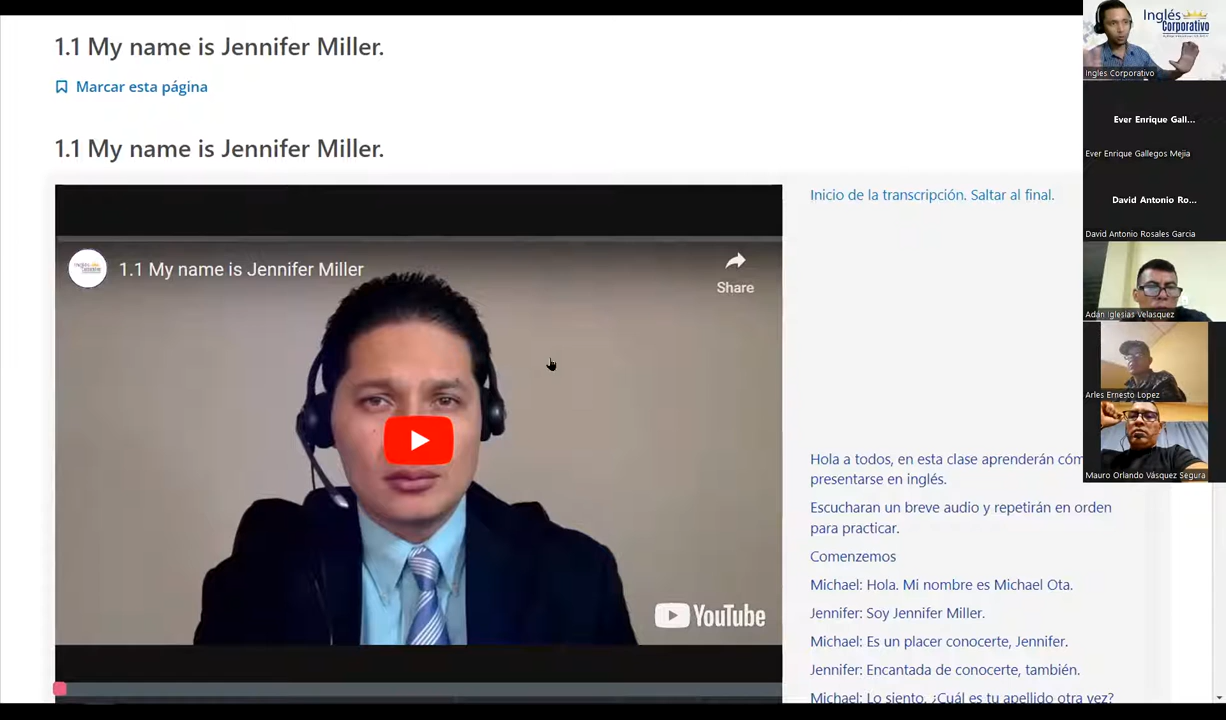 1.1 My name is Jennifer Miller.
Marcar esta página
1.1 My name is Jennifer Miller.
1.1 My name is Jennifer Miller
Share
YouTube
Inicio de la transcripción. Saltar al final.
Hola a todos, en esta clase aprenderán cóm
presentarse en inglés.
Escucharan un breve audio y repetirán en orden
para practicar.
Comenzemos
Michael: Hola. Mi nombre es Michael Ota.
Jennifer: Soy Jennifer Miller.
Michael: Es un placer conocerte, Jennifer.
Jennifer: Encantada de conocerte, también.
Michael: Lo siento. ¿Cuál es tu apellido otra vez?
Inglés
Corporativo
Ingles Corporativo
Ever Enrique Gall...
Ever Enrique Gallegos Mejia
David Antonio Ro...
David Antonio Rosales Garcia
Adan Iglesias Velasquez
Arles Ernesto Lopez
Mauro Orlando Vásquez Segura